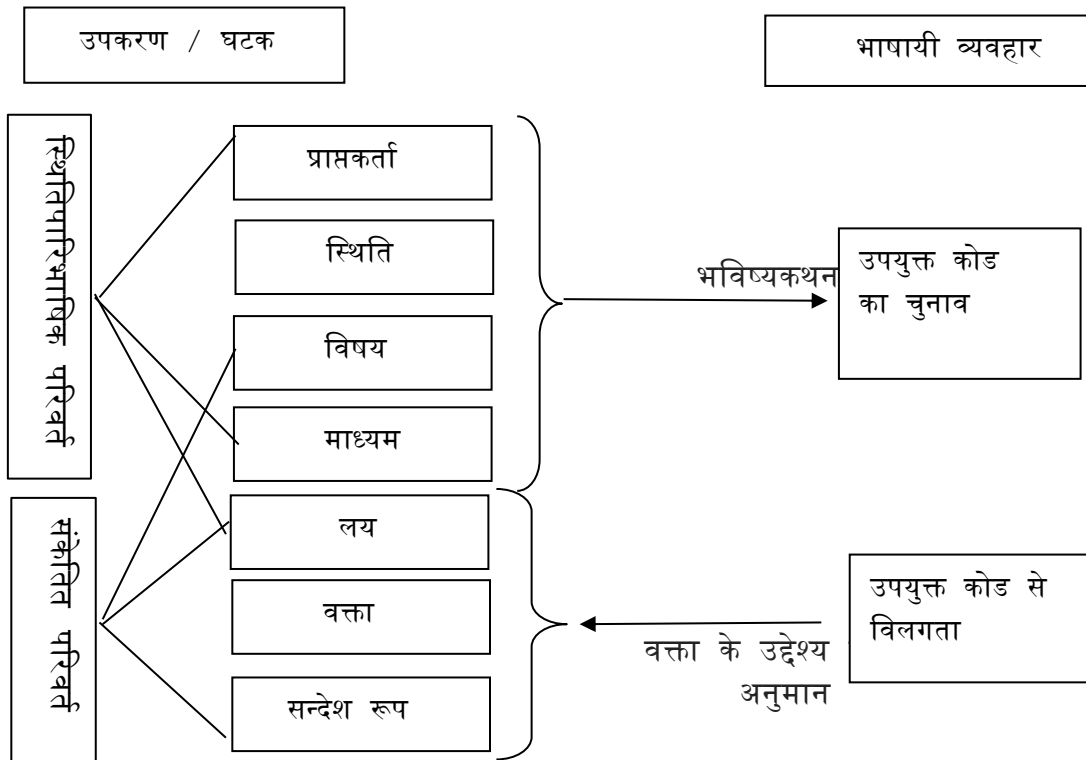 उपकरण / घटक
भाषायी व्यवहार
स्थितिपारिभाषिक परिवर्त
प्राप्तकर्ता
स्थिति
विषय
माध्यम
भविष्यकथन
उपयुक्त कोड
का चुनाव
संकेतित परिवर्त
लय
वक्ता
सन्देश रूप
वक्ता के उद्देश्य
अनुमान
उपयुक्त कोड से
विलगता